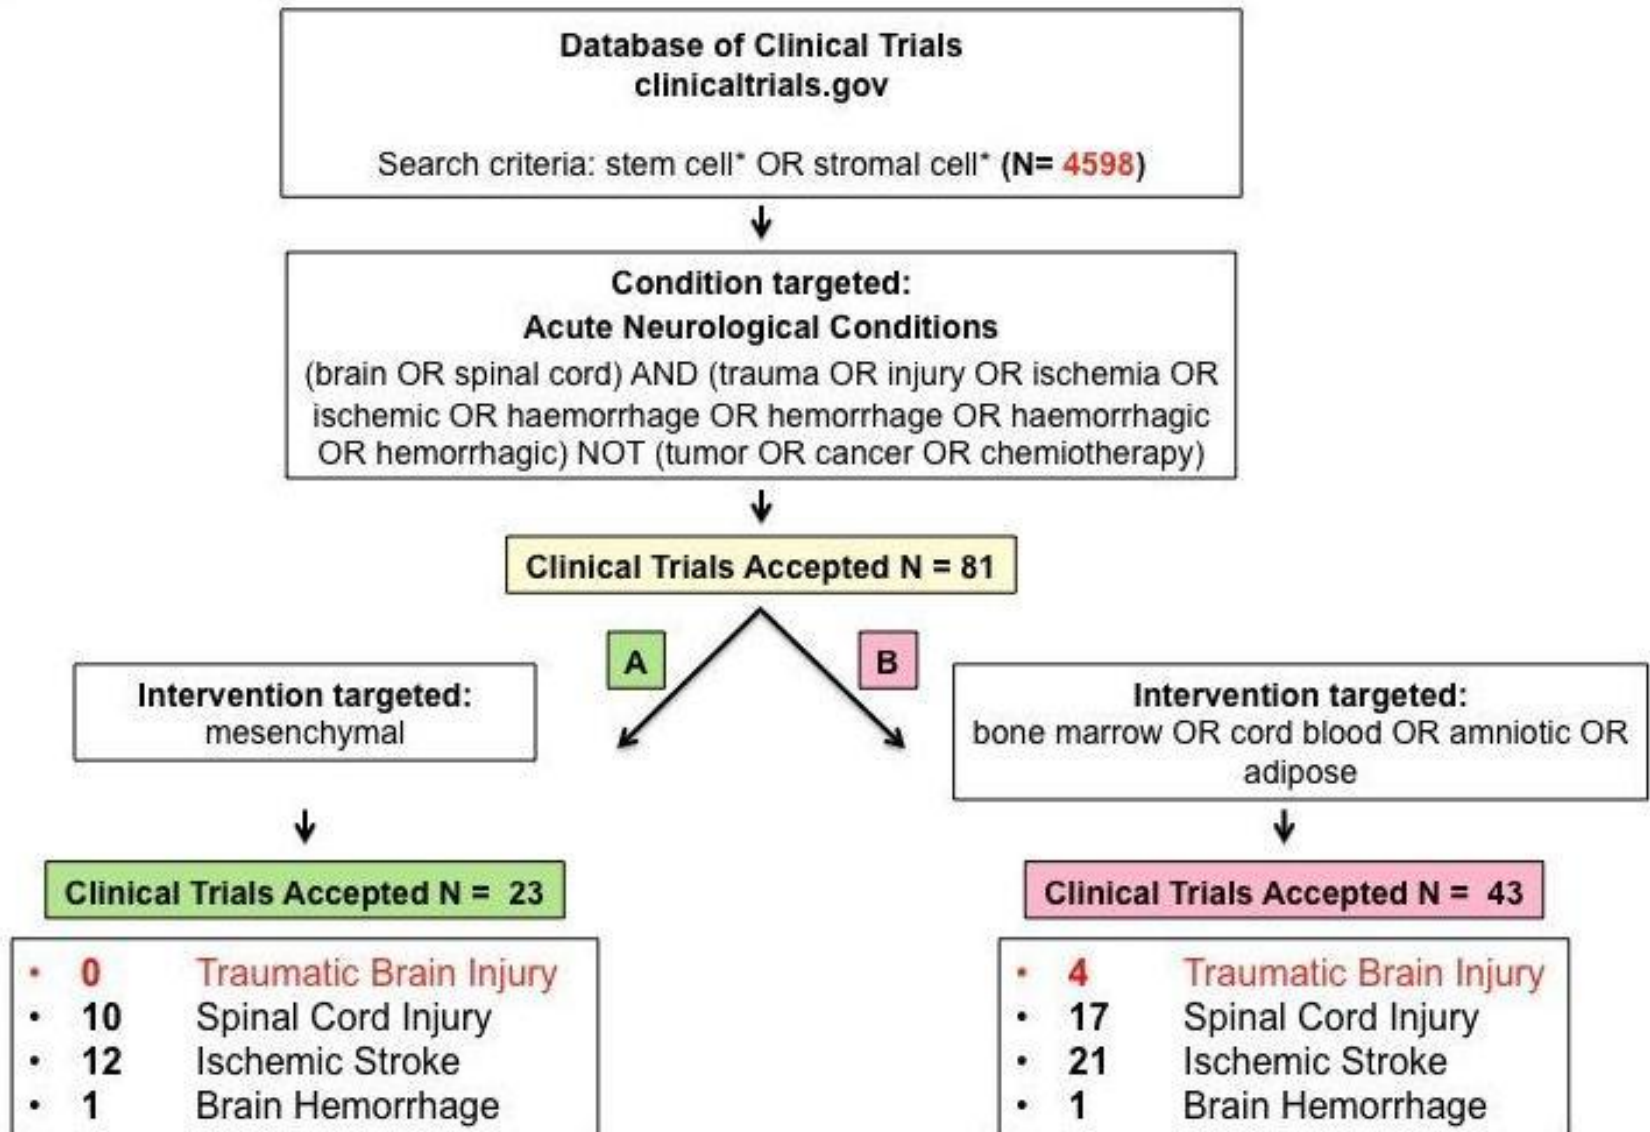 Database of Clinical Trials
clinicaltrials.gov
Search criteria: stem cell* OR stromal cell* (N= 4598)
Condition targeted:
Acute Neurological Conditions
(brain OR spinal cord) AND (trauma OR injury OR ischemia OR
ischemic OR haemorrhage OR hemorrhage OR haemorrhagic
OR hemorrhagic) NOT (tumor OR cancer OR chemiotherapy)
Clinical Trials Accepted N = 81
A
B
Intervention targeted:
mesenchymal
Intervention targeted:
bone marrow OR cord blood OR amniotic OR
adipose
Clinical Trials Accepted N = 23
• 0 Traumatic Brain Injury
• 10 Spinal Cord Injury
• 12 Ischemic Stroke
• 1 Brain Hemorrhage
Clinical Trials Accepted N = 43
• 4 Traumatic Brain Injury
• 17 Spinal Cord Injury
• 21 Ischemic Stroke
• 1 Brain Hemorrhage